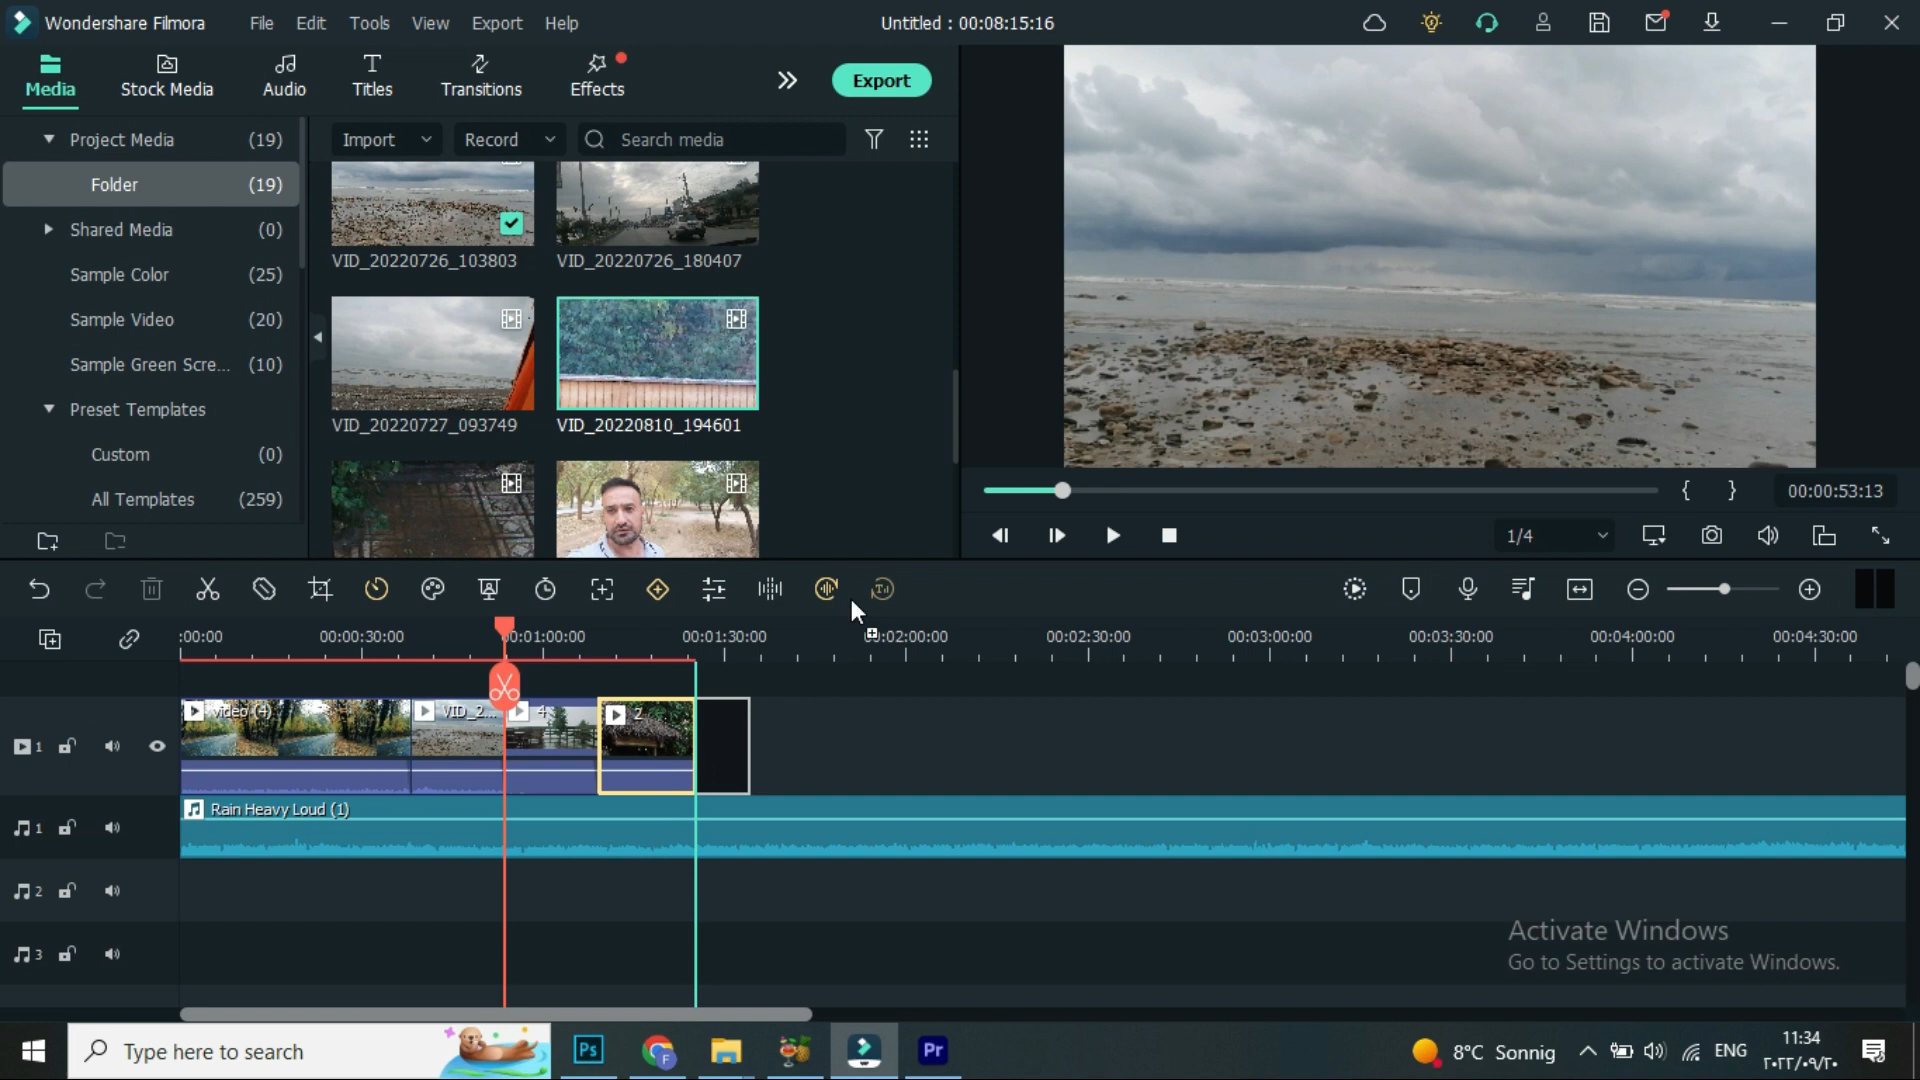 Wondershare Filmora File Edit Tools View Export Help Untitled : 00:08:15:16
Media Stock Media Audio Titles Transitions Effects Export
Project Media (19)
Folder (19)
Shared Media (0)
Sample Color (25)
Sample Video (20)
Sample Green Scre... (10)
Preset Templates
Custom (0)
All Templates (259)
Import Record Search media
VID_20220726_103803 VID_20220726_180407
VID_20220727_093749 VID_20220810_194601
{ } 00:00:53:13
1/4
:00:00 00:00:30:00 00:01:00:00 00:01:30:00 00:02:00:00 00:02:30:00 00:03:00:00 00:03:30:00 00:04:00:00 00:04:30:00
1 video (4) VID_2... 4 2
1 Rain Heavy Loud (1)
2
3
Activate Windows
Go to Settings to activate Windows.
Type here to search Ps F Pr 8°C Sonnig ENG 11:34
٢٠٢٢/٠٩/٢٠